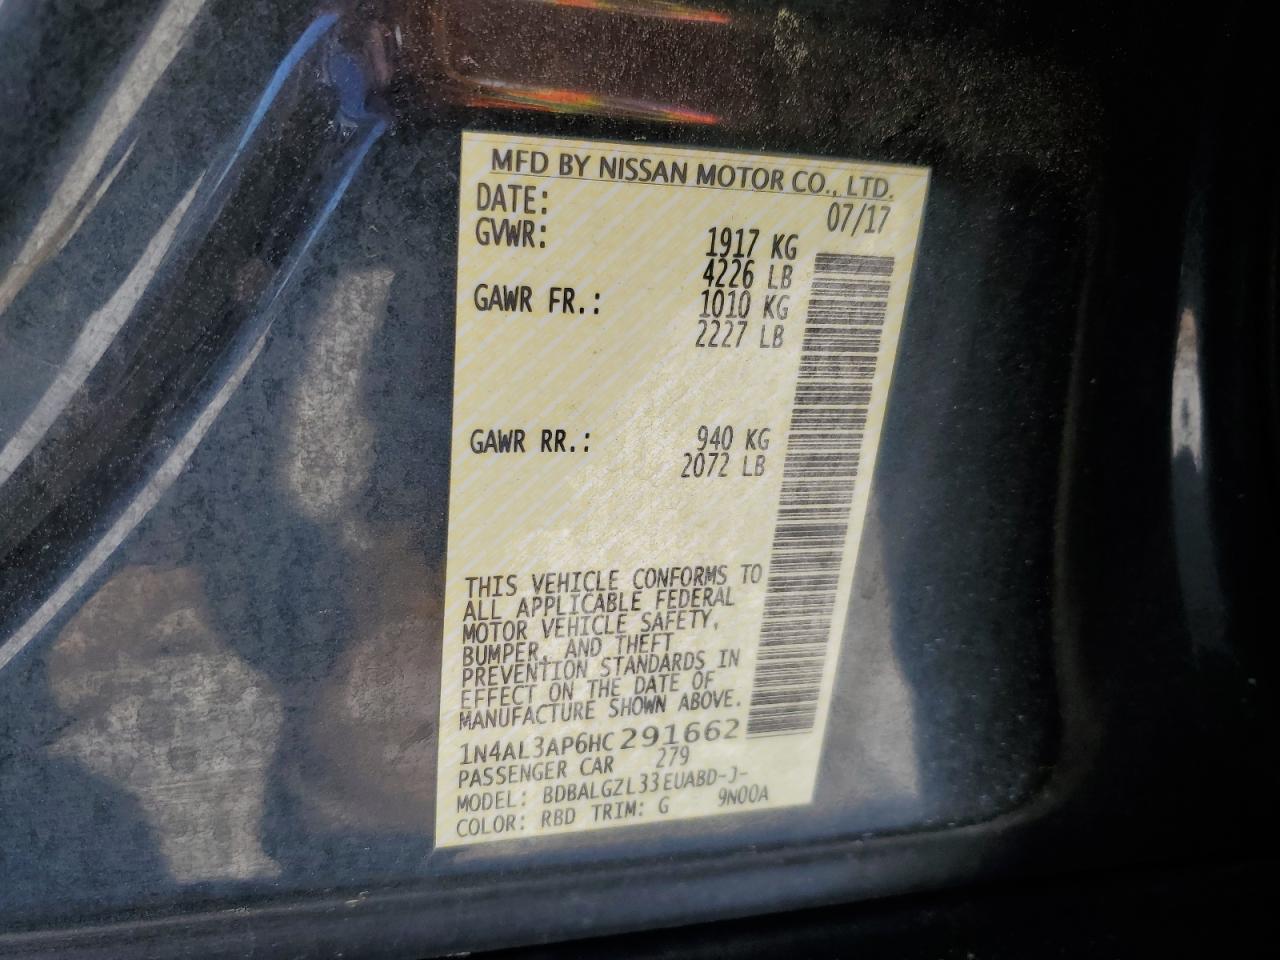 MFD BY NISSAN MOTOR CO., LTD.
DATE: 07/17
GVWR: 1917 KG
4226 LB
GAWR FR.: 1010 KG
2227 LB
GAWR RR.: 940 KG
2072 LB
THIS VEHICLE CONFORMS TO
ALL APPLICABLE FEDERAL
MOTOR VEHICLE SAFETY,
BUMPER, AND THEFT
PREVENTION STANDARDS IN
EFFECT ON THE DATE OF
MANUFACTURE SHOWN ABOVE.
1N4AL3AP6HC291662
PASSENGER CAR 279
MODEL: BDBALGZL33EUABD-J-
COLOR: RBD TRIM: G 9N00A